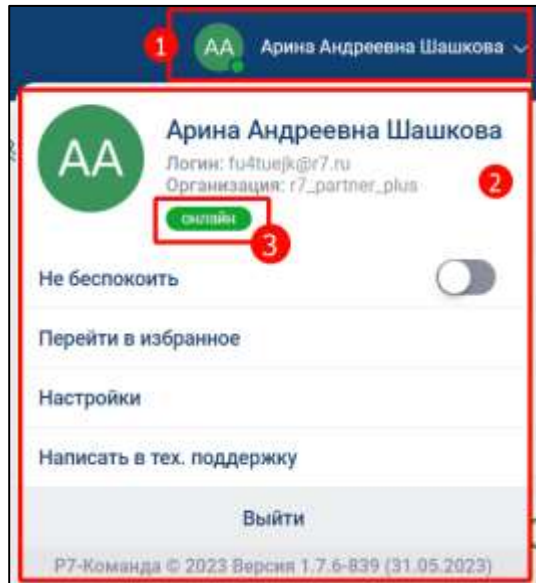 1 АА Арина Андреевна Шашкова
АА
Арина Андреевна Шашкова
Логин: fu4tuejk@r7.ru
Организация: r7_partner_plus
2
онлайн
3
Не беспокоить
Перейти в избранное
Настройки
Написать в тех. поддержку
Выйти
Р7-Команда © 2023 Версия 1.7.6-839 (31.05.2023)